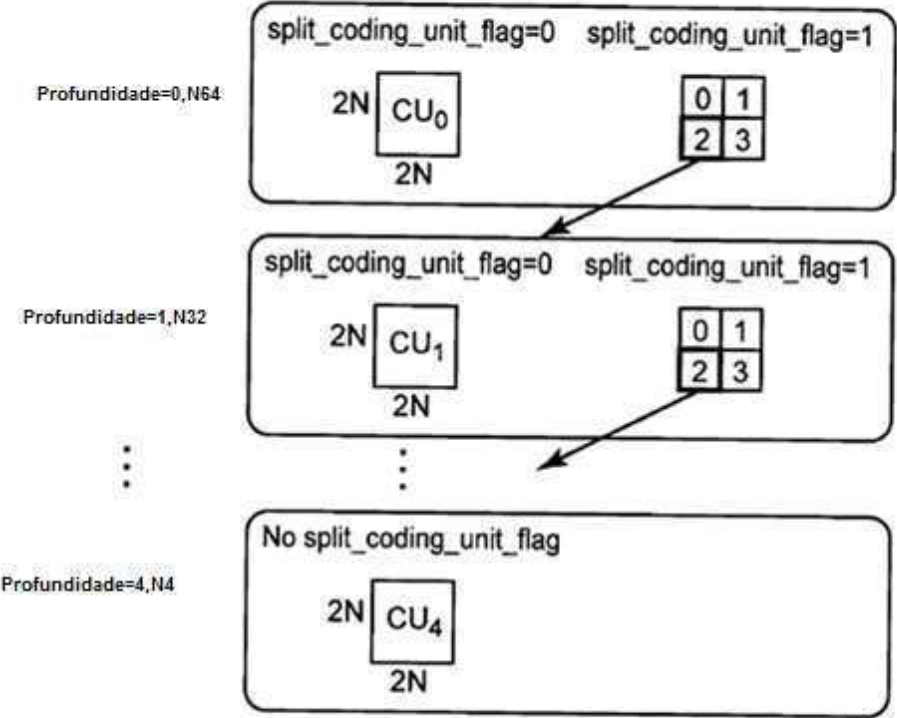 split_coding_unit_flag=0 split_coding_unit_flag=1
Profundidade=0,N64
2N CU0 0 1
2 3
2N
split_coding_unit_flag=0 split_coding_unit_flag=1
Profundidade=1,N32
2N CU1 0 1
2 3
2N
No split_coding_unit_flag
Profundidade=4,N4
2N CU4
2N